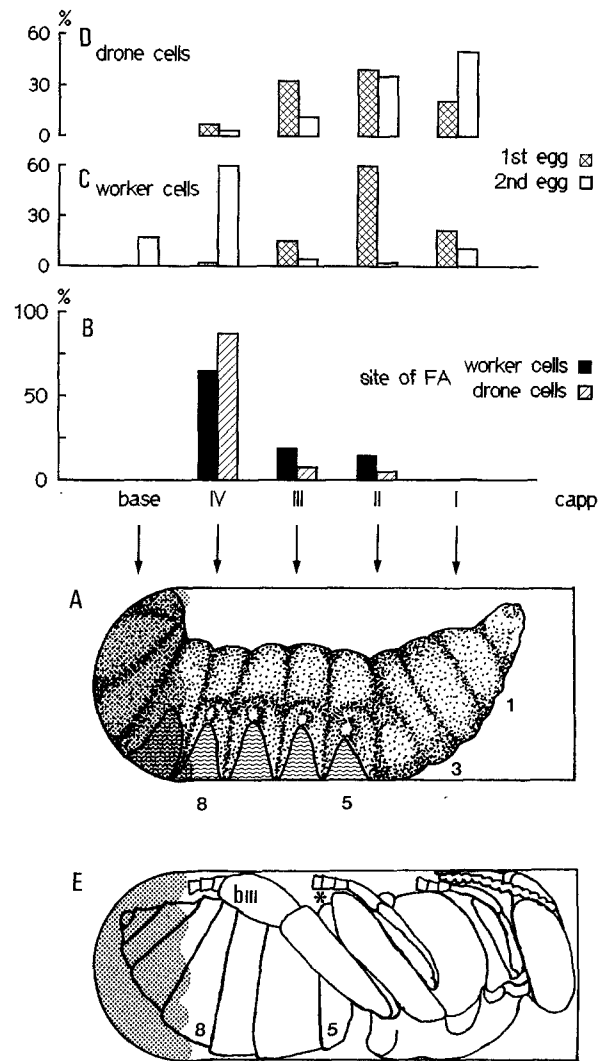 %
60
D
drone cells
30
0
1st egg
2nd egg
60
C
worker cells
30
0
%
100
B
site of FA
worker cells
drone cells
50
0
base IV III II I capp
A
1
3
8 5
E
bIII
*
8 5